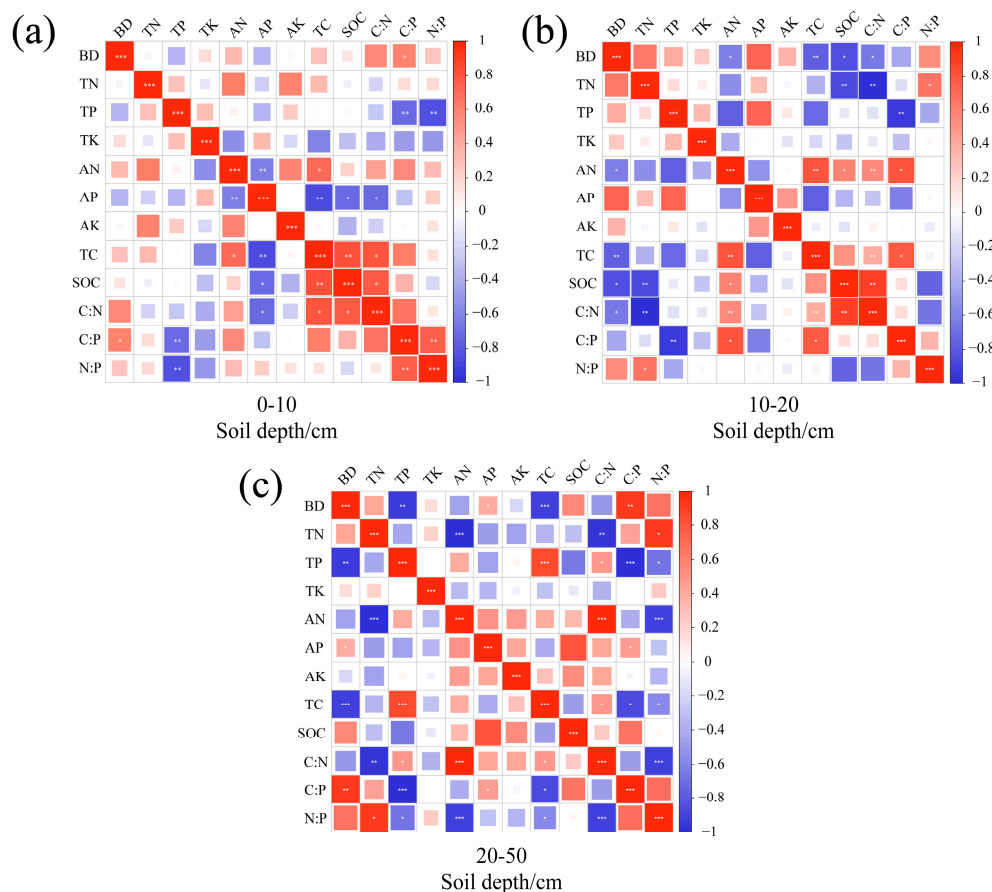 (a)
BD TN TP TK AN AP AK TC SOC C:N C:P N:P
BD
TN
TP
TK
AN
AP
AK
TC
SOC
C:N
C:P
N:P
1
0.8
0.6
0.4
0.2
0
−0.2
−0.4
−0.6
−0.8
−1
0-10
Soil depth/cm
(b)
BD TN TP TK AN AP AK TC SOC C:N C:P N:P
BD
TN
TP
TK
AN
AP
AK
TC
SOC
C:N
C:P
N:P
1
0.8
0.6
0.4
0.2
0
−0.2
−0.4
−0.6
−0.8
−1
10-20
Soil depth/cm
(c)
BD TN TP TK AN AP AK TC SOC C:N C:P N:P
BD
TN
TP
TK
AN
AP
AK
TC
SOC
C:N
C:P
N:P
1
0.8
0.6
0.4
0.2
0
−0.2
−0.4
−0.6
−0.8
−1
20-50
Soil depth/cm